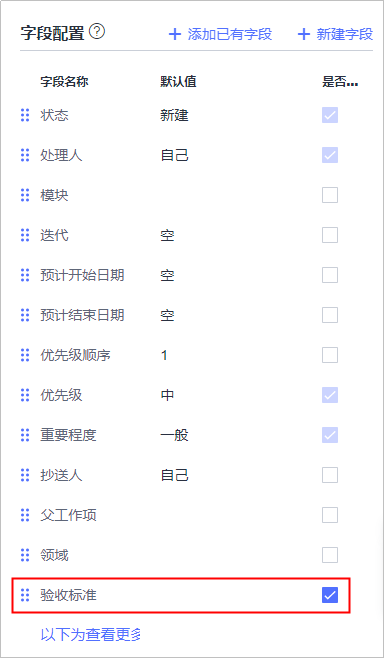 字段配置 ? + 添加已有字段 + 新建字段
字段名称 默认值 是否...
状态 新建
处理人 自己
模块
迭代 空
预计开始日期 空
预计结束日期 空
优先级顺序 1
优先级 中
重要程度 一般
抄送人 自己
父工作项
领域
验收标准
以下为查看更多